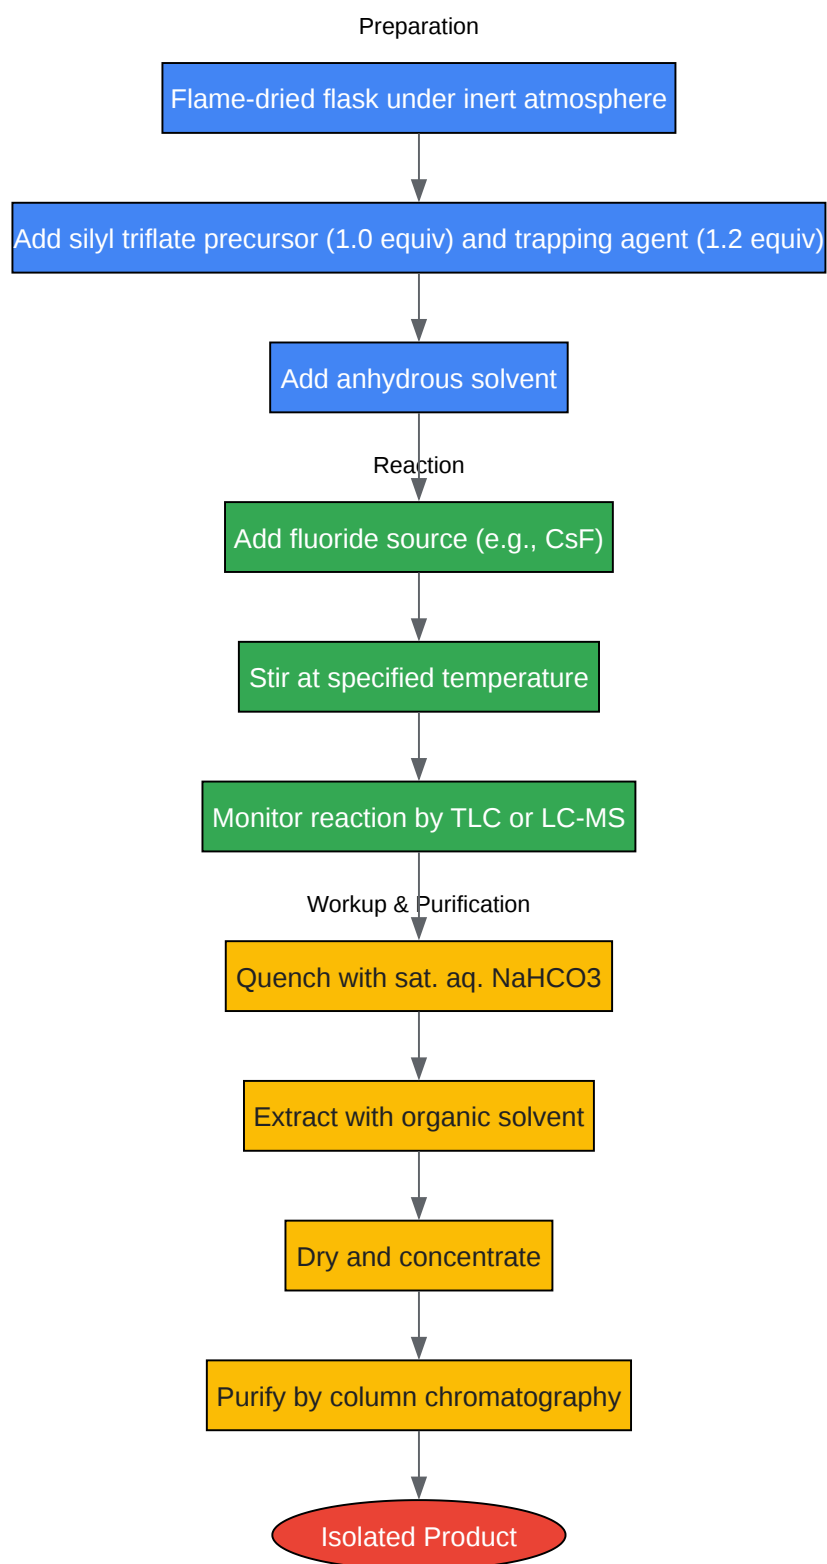 Preparation
Flame-dried flask under inert atmosphere
Add silyl triflate precursor (1.0 equiv) and trapping agent (1.2 equiv)
Add anhydrous solvent
Reaction
Add fluoride source (e.g., CsF)
Stir at specified temperature
Monitor reaction by TLC or LC-MS
Workup & Purification
Quench with sat. aq. NaHCO3
Extract with organic solvent
Dry and concentrate
Purify by column chromatography
Isolated Product